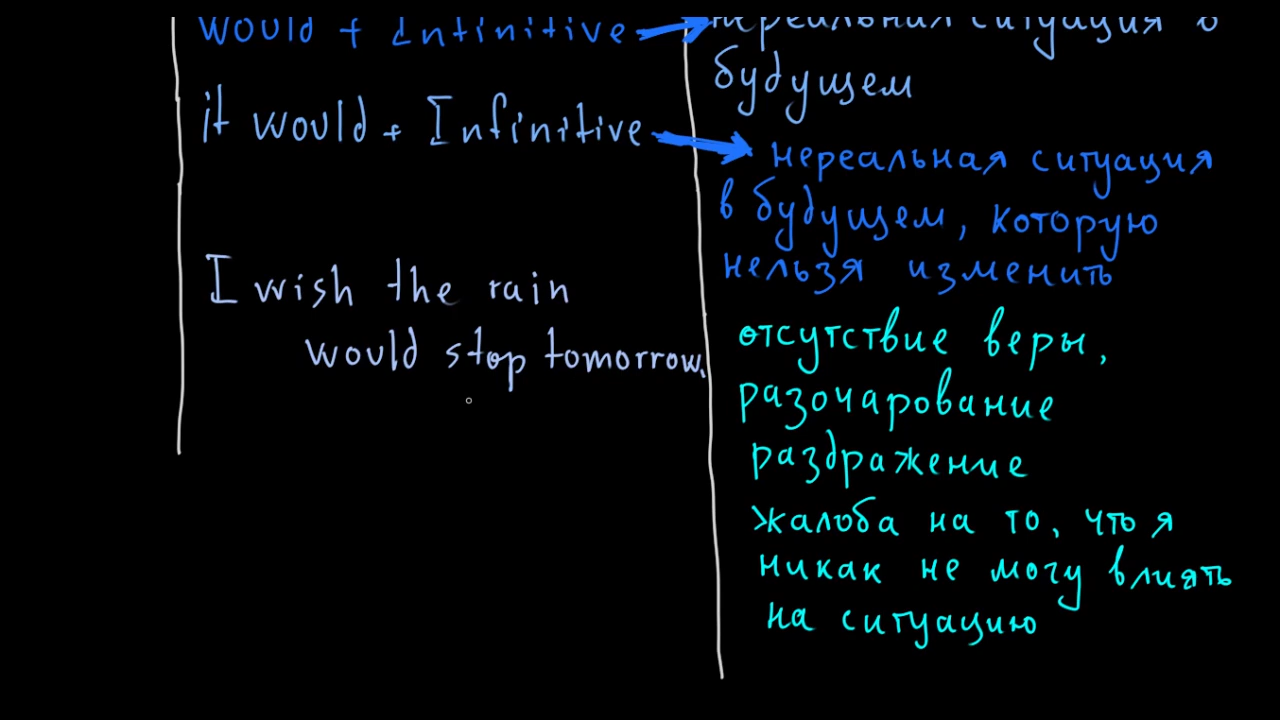 would + Infinitive
нереальная ситуация в
будущем
it would + Infinitive
нереальная ситуация
в будущем, которую
нельзя изменить
I wish the rain
would stop tomorrow.
отсутствие веры,
разочарование
раздражение
жалоба на то, что я
никак не могу влиять
на ситуацию